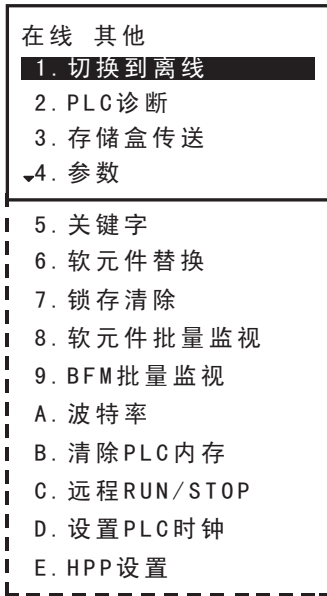 在线 其他
1.切换到离线
2.PLC诊断
3.存储盒传送
4.参数
5.关键字
6.软元件替换
7.锁存清除
8.软元件批量监视
9.BFM批量监视
A.波特率
B.清除PLC内存
C.远程RUN/STOP
D.设置PLC时钟
E.HPP设置